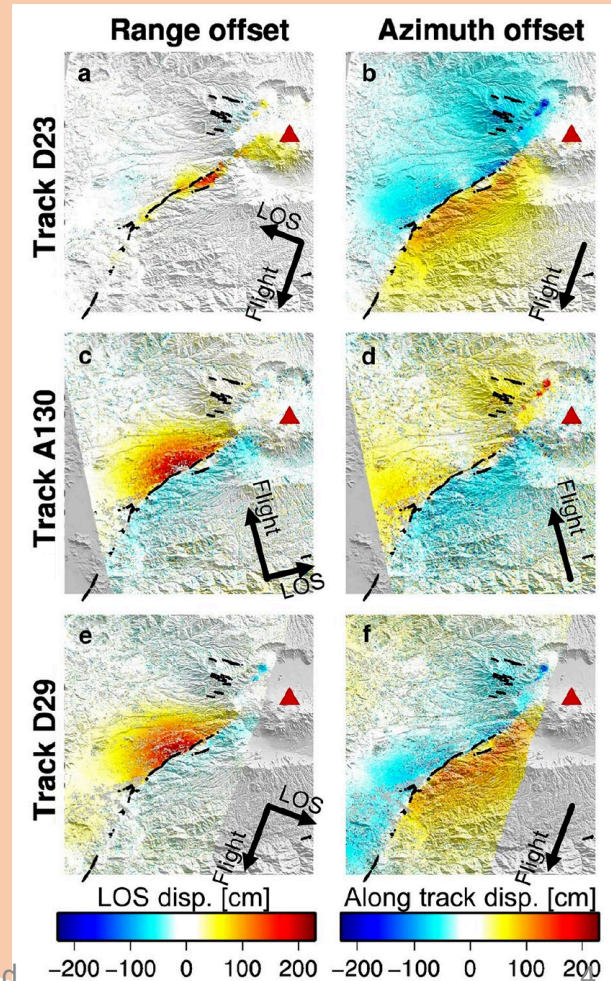 Range offset
Azimuth offset
Track D23
a
LOS
Flight
b
Flight
Track A130
c
Flight
LOS
d
Flight
Track D29
e
LOS
Flight
f
Flight
LOS disp. [cm]
Along track disp. [cm]
−200 −100 0 100 200
−200 −100 0 100 200
d
4